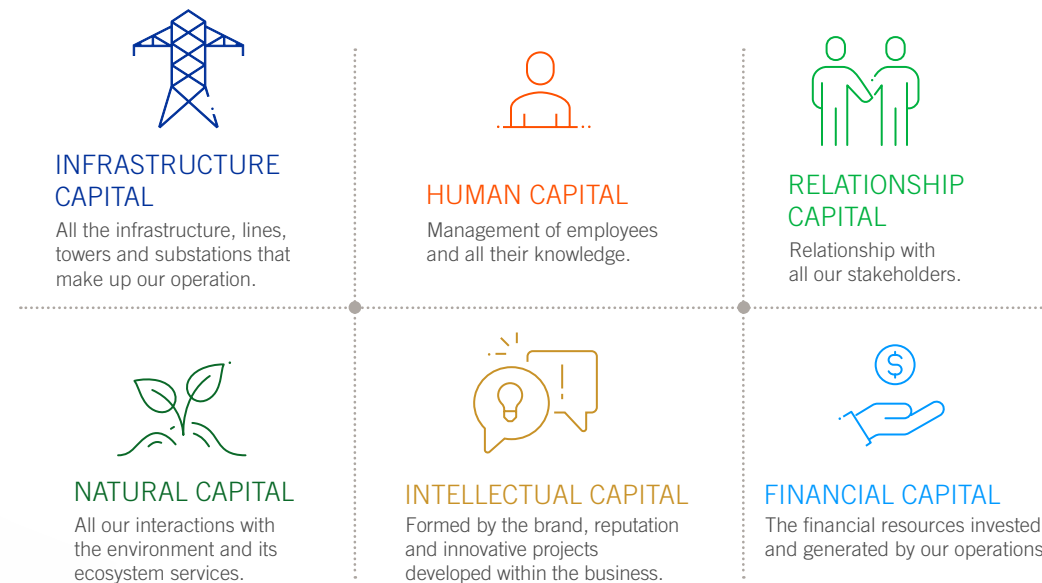 INFRASTRUCTURE
CAPITAL
All the infrastructure, lines,
towers and substations that
make up our operation.
HUMAN CAPITAL
Management of employees
and all their knowledge.
RELATIONSHIP
CAPITAL
Relationship with
all our stakeholders.
NATURAL CAPITAL
All our interactions with
the environment and its
ecosystem services.
INTELLECTUAL CAPITAL
Formed by the brand, reputation
and innovative projects
developed within the business.
$
FINANCIAL CAPITAL
The financial resources invested
and generated by our operations